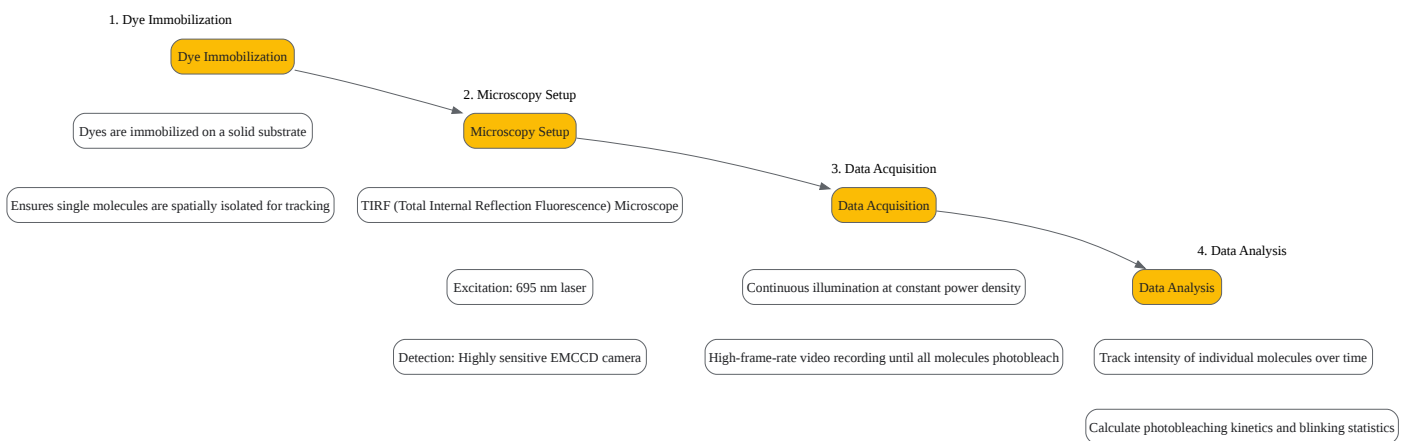 1. Dye Immobilization
Dye Immobilization
Dyes are immobilized on a solid substrate
Ensures single molecules are spatially isolated for tracking
2. Microscopy Setup
Microscopy Setup
TIRF (Total Internal Reflection Fluorescence) Microscope
Excitation: 695 nm laser
Detection: Highly sensitive EMCCD camera
3. Data Acquisition
Data Acquisition
Continuous illumination at constant power density
High-frame-rate video recording until all molecules photobleach
4. Data Analysis
Data Analysis
Track intensity of individual molecules over time
Calculate photobleaching kinetics and blinking statistics